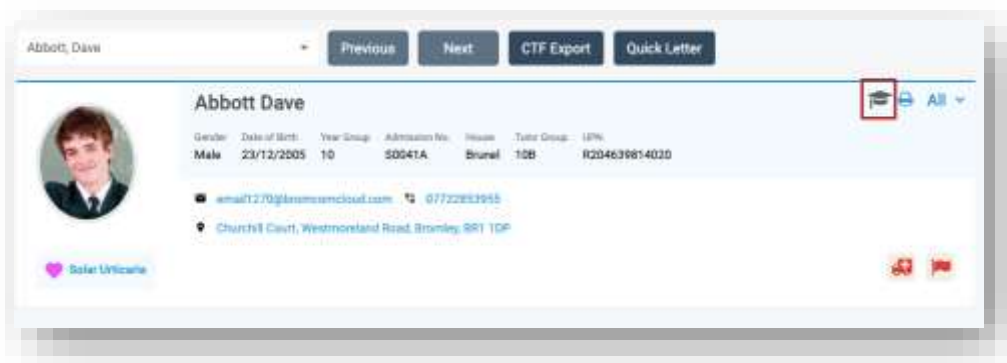 Abbott, Dave Previous Next CTF Export Quick Letter
Abbott Dave All
Gender Date of Birth Year Group Admission No. House Tutor Group UPN
Male 23/12/2005 10 S0041A Brunel 10B R204639814020
email1270@bromcomcloud.com 07722853955
Churchill Court, Westmoreland Road, Bromley, BR1 1DP
Solar Urticaria